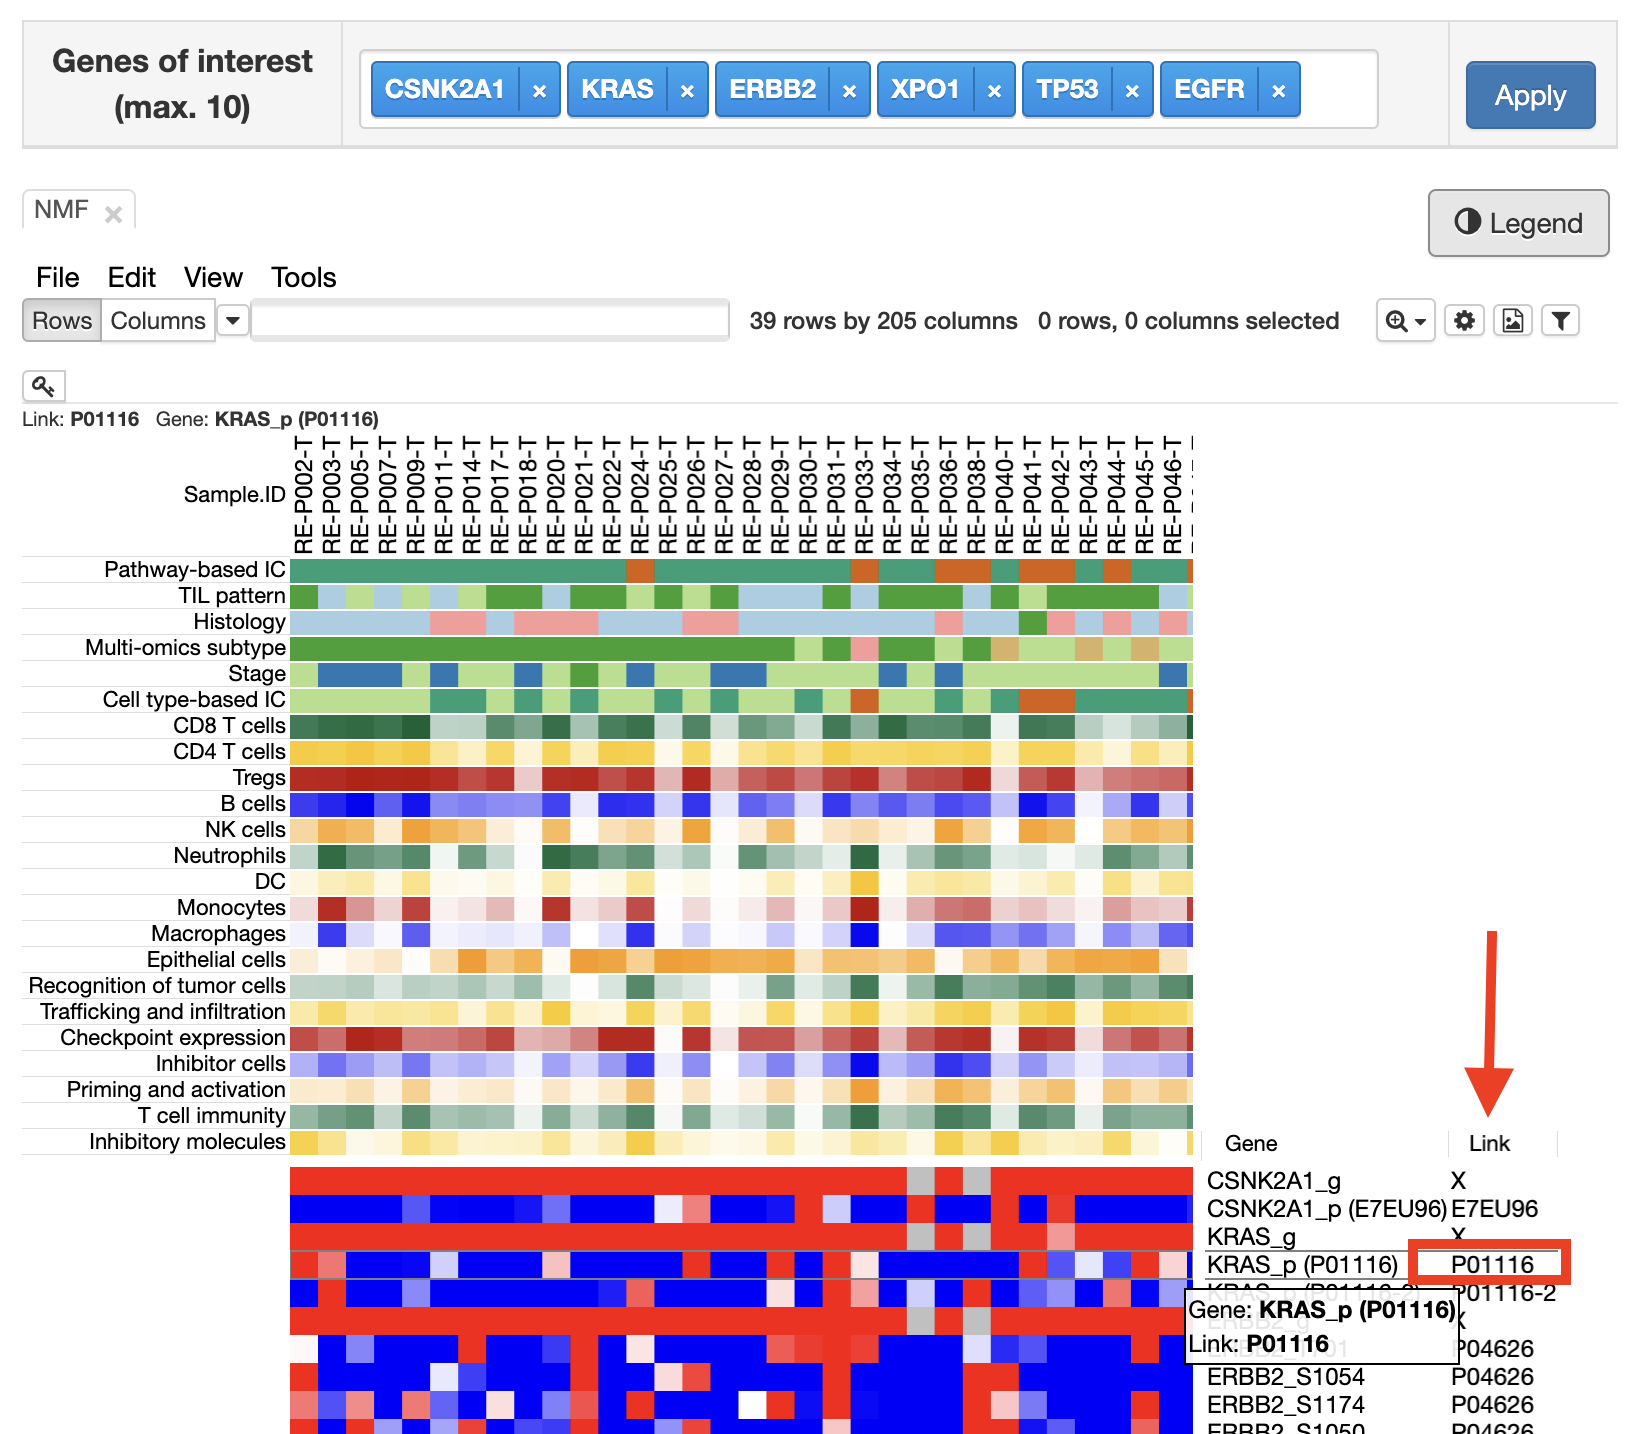 Genes of interest
(max. 10)
CSNK2A1 × KRAS × ERBB2 × XPO1 × TP53 × EGFR ×
Apply
NMF ×
Legend
File Edit View Tools
Rows Columns
39 rows by 205 columns 0 rows, 0 columns selected
Link: P01116 Gene: KRAS_p (P01116)
Sample.ID
RE-P002-T
RE-P003-T
RE-P005-T
RE-P007-T
RE-P009-T
RE-P011-T
RE-P014-T
RE-P017-T
RE-P018-T
RE-P020-T
RE-P021-T
RE-P022-T
RE-P024-T
RE-P025-T
RE-P026-T
RE-P027-T
RE-P028-T
RE-P029-T
RE-P030-T
RE-P031-T
RE-P033-T
RE-P034-T
RE-P035-T
RE-P036-T
RE-P038-T
RE-P040-T
RE-P041-T
RE-P042-T
RE-P043-T
RE-P044-T
RE-P045-T
RE-P046-T
Pathway-based IC
TIL pattern
Histology
Multi-omics subtype
Stage
Cell type-based IC
CD8 T cells
CD4 T cells
Tregs
B cells
NK cells
Neutrophils
DC
Monocytes
Macrophages
Epithelial cells
Recognition of tumor cells
Trafficking and infiltration
Checkpoint expression
Inhibitor cells
Priming and activation
T cell immunity
Inhibitory molecules
Gene Link
CSNK2A1_g X
CSNK2A1_p (E7EU96) E7EU96
KRAS_g X
KRAS_p (P01116) P01116
KRAS_p (P01116-2) P01116-2
Gene: KRAS_p (P01116)
ERBB2_g X
Link: P01116
P04626
ERBB2_S1054 P04626
ERBB2_S1174 P04626
ERBB2_S1050 P04626